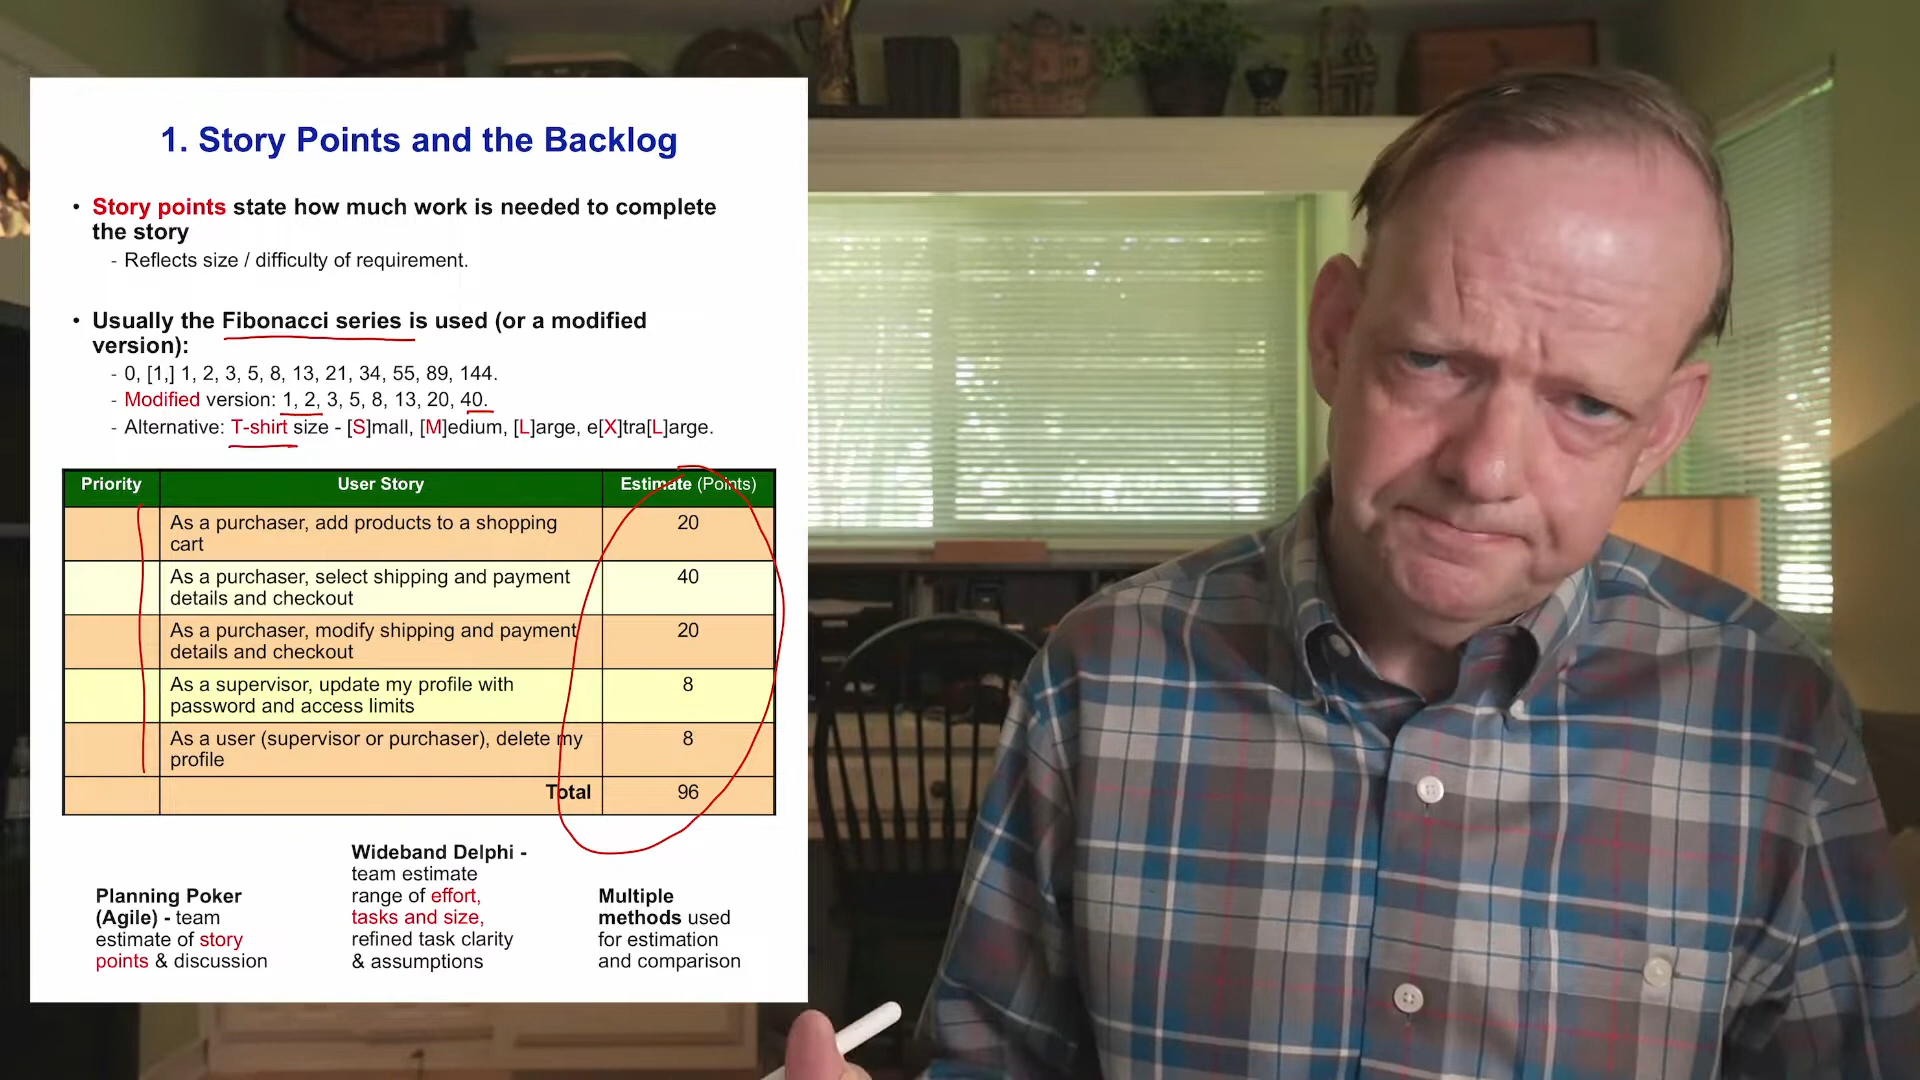 1. Story Points and the Backlog
• Story points state how much work is needed to complete
the story
- Reflects size / difficulty of requirement.
• Usually the Fibonacci series is used (or a modified
version):
- 0, [1,] 1, 2, 3, 5, 8, 13, 21, 34, 55, 89, 144.
- Modified version: 1, 2, 3, 5, 8, 13, 20, 40.
- Alternative: T-shirt size - [S]mall, [M]edium, [L]arge, e[X]tra[L]arge.
Priority User Story Estimate (Points)
As a purchaser, add products to a shopping
cart
20
As a purchaser, select shipping and payment
details and checkout
40
As a purchaser, modify shipping and payment
details and checkout
20
As a supervisor, update my profile with
password and access limits
8
As a user (supervisor or purchaser), delete my
profile
8
Total 96
Planning Poker
(Agile) - team
estimate of story
points & discussion
Wideband Delphi -
team estimate
range of effort,
tasks and size,
refined task clarity
& assumptions
Multiple
methods used
for estimation
and comparison